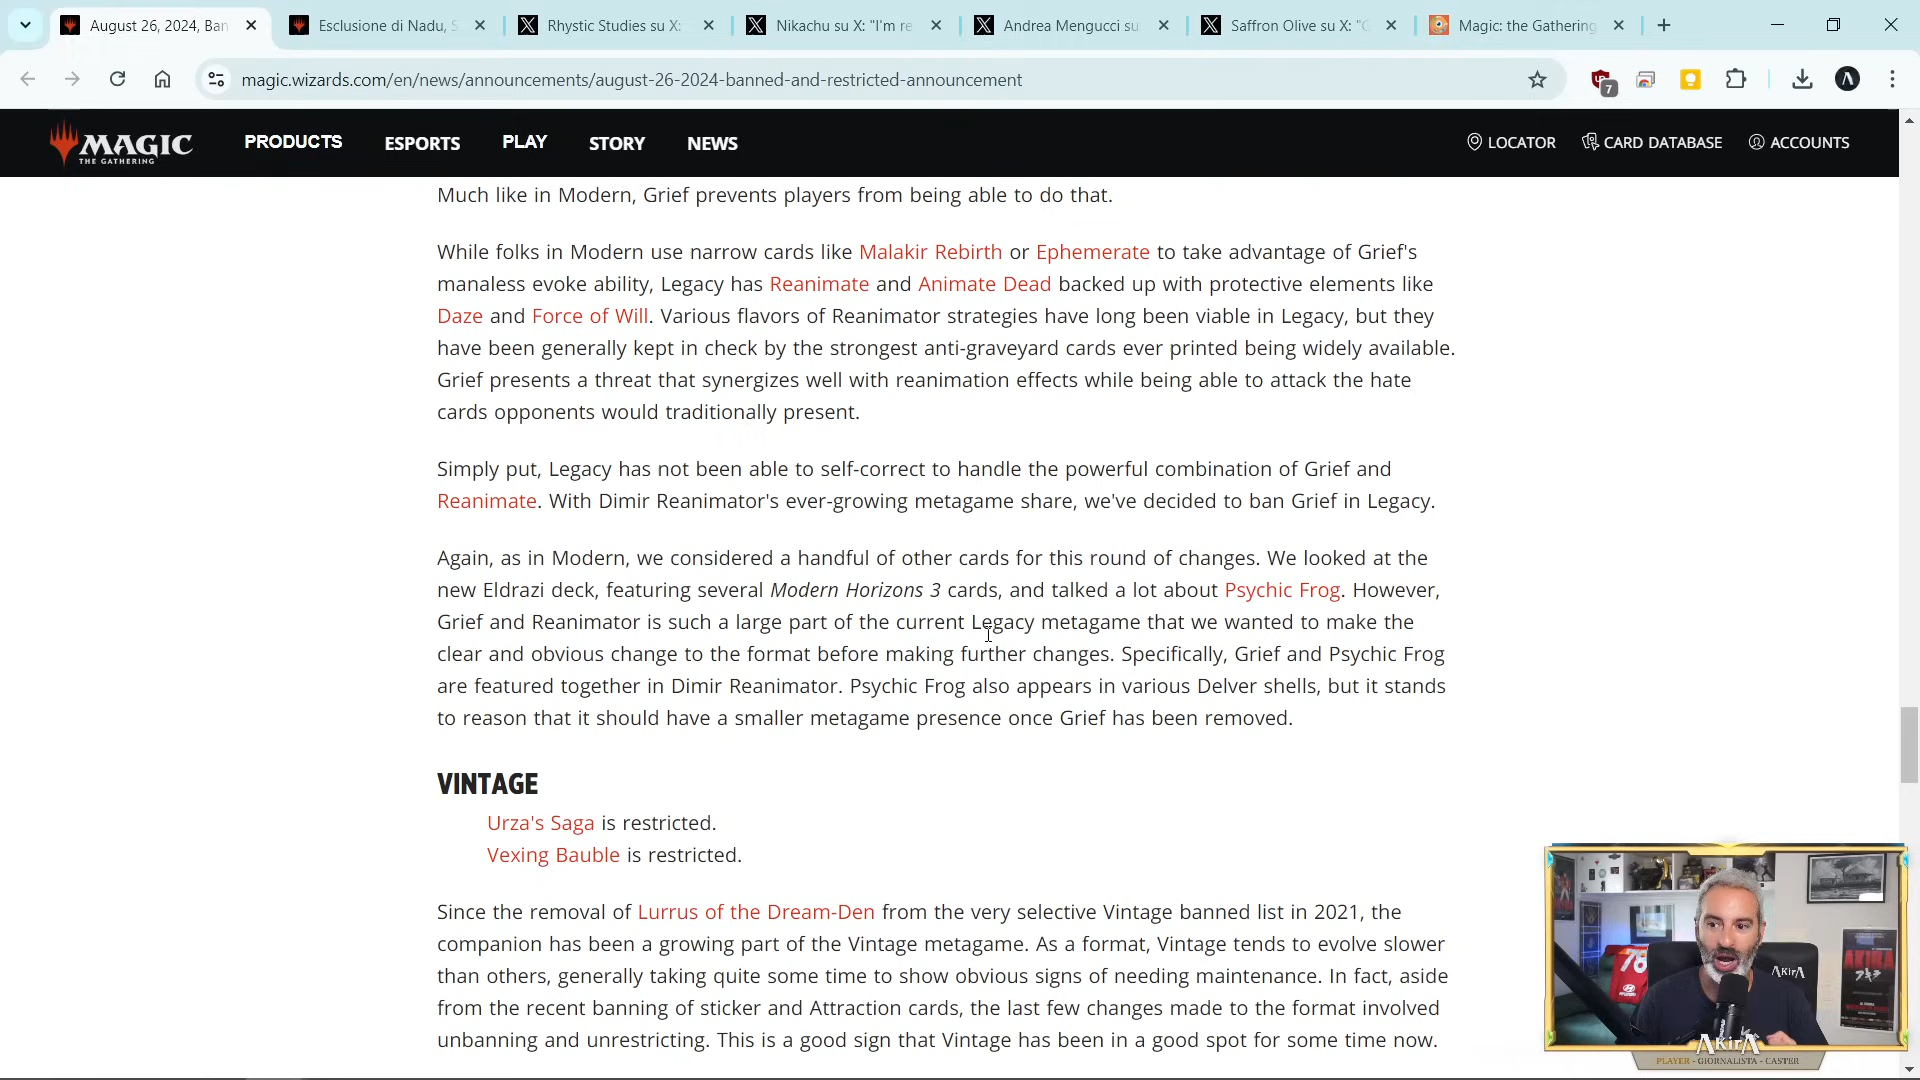 August 26, 2024, Ban
Esclusione di Nadu, S
Rhystic Studies su X:
Nikachu su X: "I'm re
Andrea Mengucci su
Saffron Olive su X: "C
Magic: the Gathering
magic.wizards.com/en/news/announcements/august-26-2024-banned-and-restricted-announcement
7
MAGIC
THE GATHERING
PRODUCTS
ESPORTS
PLAY
STORY
NEWS
LOCATOR
CARD DATABASE
ACCOUNTS
Much like in Modern, Grief prevents players from being able to do that.
While folks in Modern use narrow cards like Malakir Rebirth or Ephemerate to take advantage of Grief's
manaless evoke ability, Legacy has Reanimate and Animate Dead backed up with protective elements like
Daze and Force of Will. Various flavors of Reanimator strategies have long been viable in Legacy, but they
have been generally kept in check by the strongest anti-graveyard cards ever printed being widely available.
Grief presents a threat that synergizes well with reanimation effects while being able to attack the hate
cards opponents would traditionally present.
Simply put, Legacy has not been able to self-correct to handle the powerful combination of Grief and
Reanimate. With Dimir Reanimator's ever-growing metagame share, we've decided to ban Grief in Legacy.
Again, as in Modern, we considered a handful of other cards for this round of changes. We looked at the
new Eldrazi deck, featuring several Modern Horizons 3 cards, and talked a lot about Psychic Frog. However,
Grief and Reanimator is such a large part of the current Legacy metagame that we wanted to make the
clear and obvious change to the format before making further changes. Specifically, Grief and Psychic Frog
are featured together in Dimir Reanimator. Psychic Frog also appears in various Delver shells, but it stands
to reason that it should have a smaller metagame presence once Grief has been removed.
VINTAGE
Urza's Saga is restricted.
Vexing Bauble is restricted.
Since the removal of Lurrus of the Dream-Den from the very selective Vintage banned list in 2021, the
companion has been a growing part of the Vintage metagame. As a format, Vintage tends to evolve slower
than others, generally taking quite some time to show obvious signs of needing maintenance. In fact, aside
from the recent banning of sticker and Attraction cards, the last few changes made to the format involved
unbanning and unrestricting. This is a good sign that Vintage has been in a good spot for some time now.
76
HYUNDAI
AKirA
AKIRA
AKirA
PLAYER - GIORNALISTA - CASTER